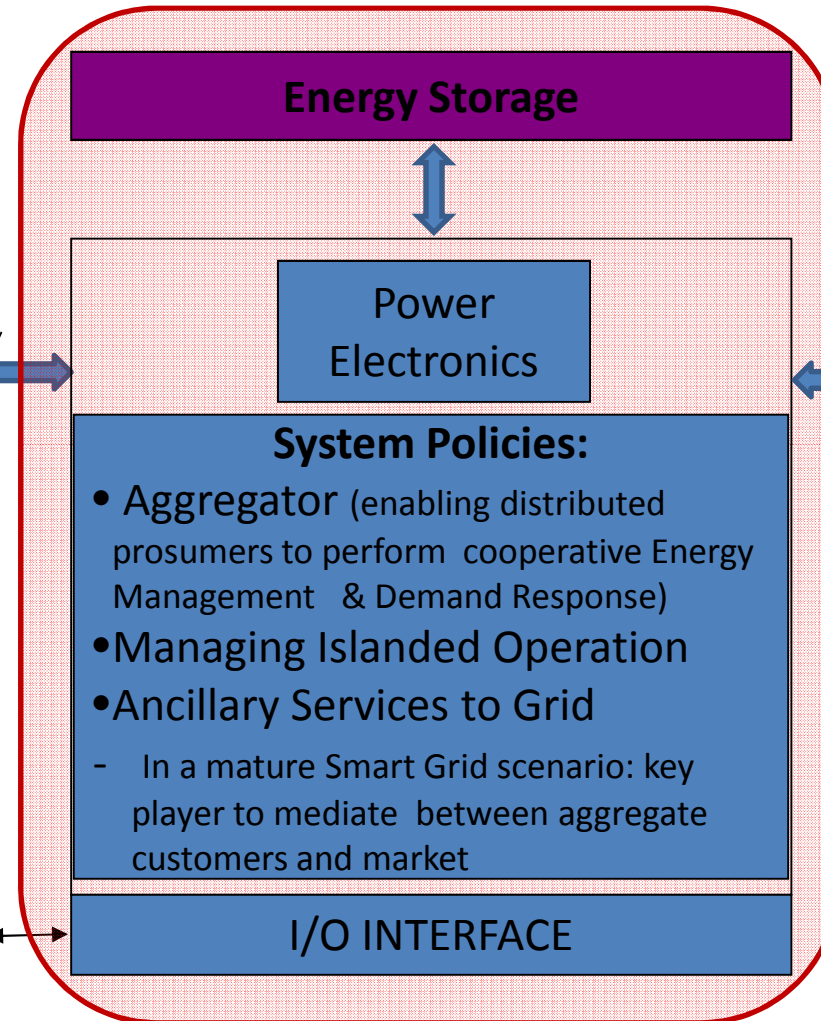 Energy Storage
Power
Electronics
System Policies:
• Aggregator (enabling distributed
prosumers to perform cooperative Energy
Management & Demand Response)
•Managing Islanded Operation
•Ancillary Services to Grid
- In a mature Smart Grid scenario: key
player to mediate between aggregate
customers and market
I/O INTERFACE